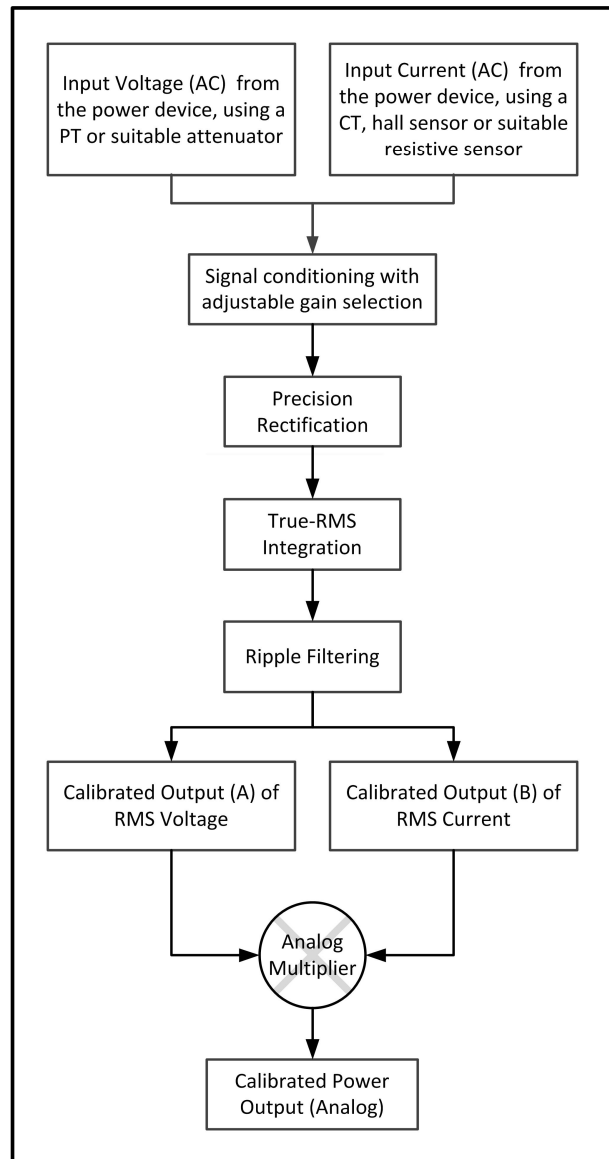 Input Voltage (AC) from
the power device, using a
PT or suitable attenuator
Input Current (AC) from
the power device, using a
CT, hall sensor or suitable
resistive sensor
Signal conditioning with
adjustable gain selection
Precision
Rectification
True-RMS
Integration
Ripple Filtering
Calibrated Output (A) of
RMS Voltage
Calibrated Output (B) of
RMS Current
Analog
Multiplier
Calibrated Power
Output (Analog)